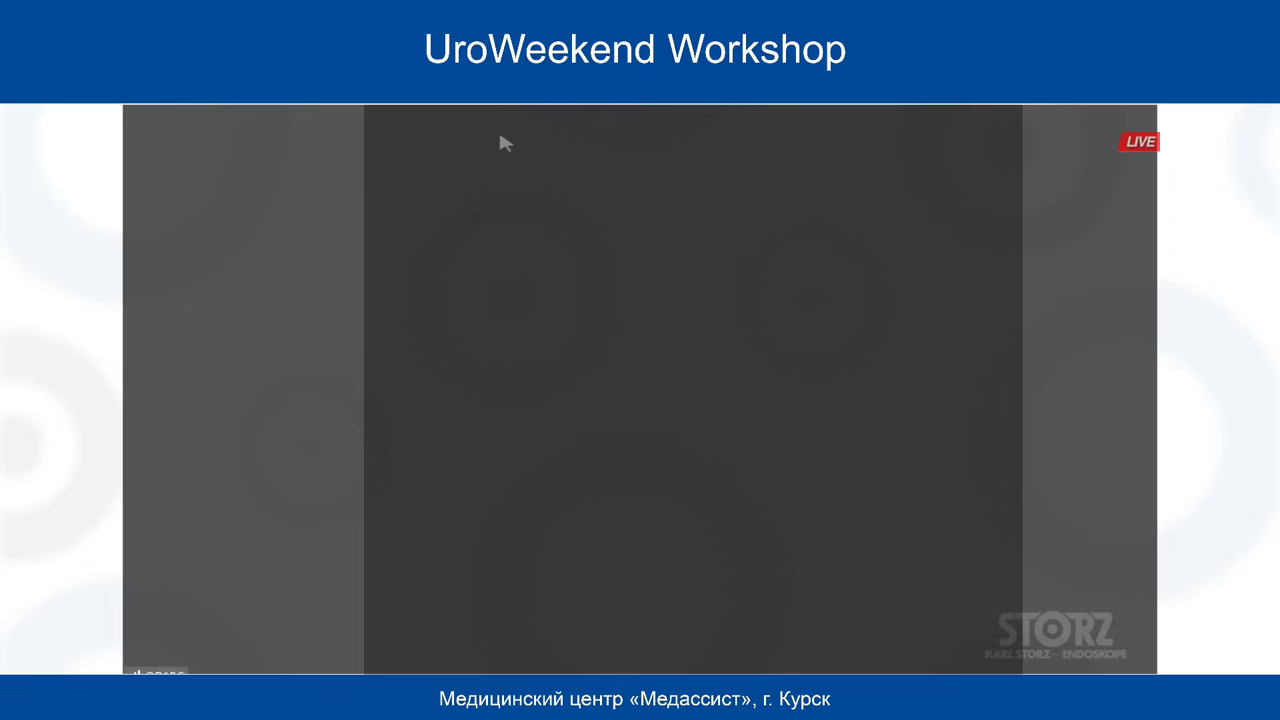 UroWeekend Workshop
LIVE
STORZ
KARL STORZ — ENDOSKOPE
Медицинский центр «Медассист», г. Курск